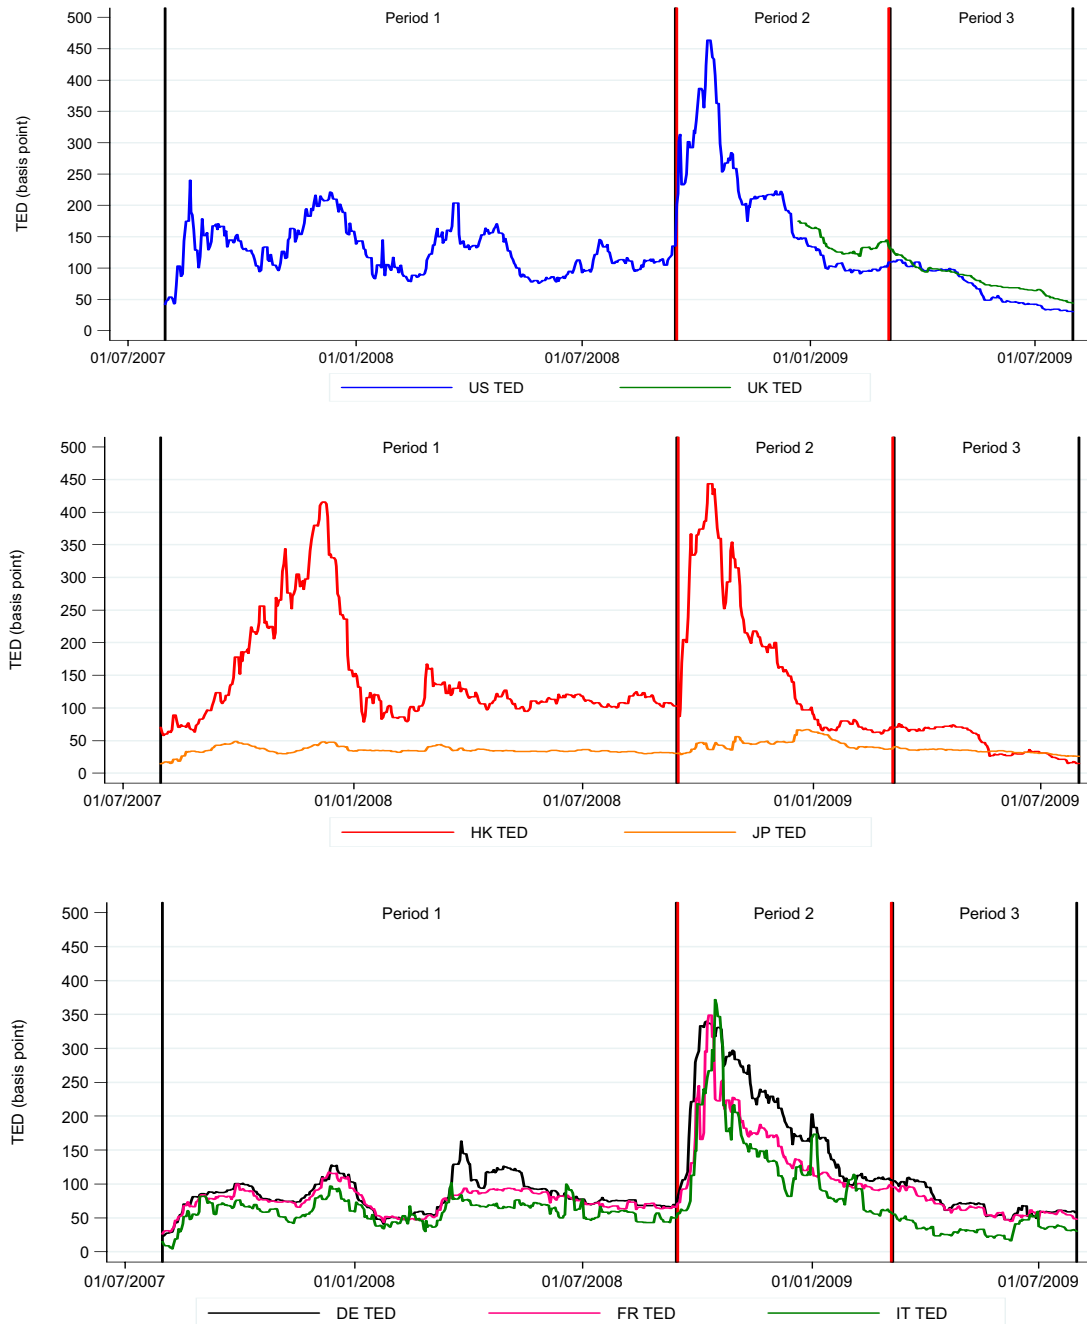 Period 1 Period 2 Period 3
500
450
400
350
300
250
200
150
100
50
0
TED (basis point)
01/07/2007 01/01/2008 01/07/2008 01/01/2009 01/07/2009
US TED UK TED
Period 1 Period 2 Period 3
500
450
400
350
300
250
200
150
100
50
0
TED (basis point)
01/07/2007 01/01/2008 01/07/2008 01/01/2009 01/07/2009
HK TED JP TED
Period 1 Period 2 Period 3
500
450
400
350
300
250
200
150
100
50
0
TED (basis point)
01/07/2007 01/01/2008 01/07/2008 01/01/2009 01/07/2009
DE TED FR TED IT TED